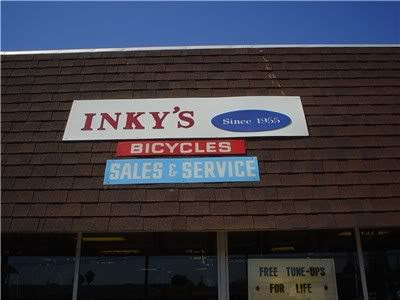 INKY'S
Since 1955
BICYCLES
SALES & SERVICE
FREE TUNE-UPS
FOR LIFE